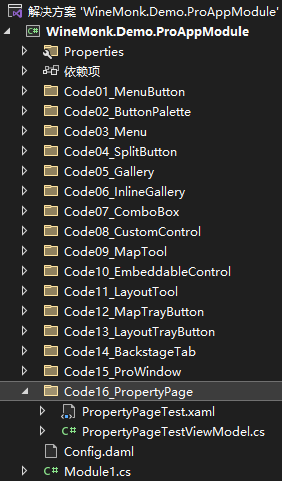 解决方案 'WineMonk.Demo.ProAppModule'
C# WineMonk.Demo.ProAppModule
Properties
依赖项
Code01_MenuButton
Code02_ButtonPalette
Code03_Menu
Code04_SplitButton
Code05_Gallery
Code06_InlineGallery
Code07_ComboBox
Code08_CustomControl
Code09_MapTool
Code10_EmbeddableControl
Code11_LayoutTool
Code12_MapTrayButton
Code13_LayoutTrayButton
Code14_BackstageTab
Code15_ProWindow
Code16_PropertyPage
PropertyPageTest.xaml
C# PropertyPageTestViewModel.cs
Config.daml
C# Module1.cs